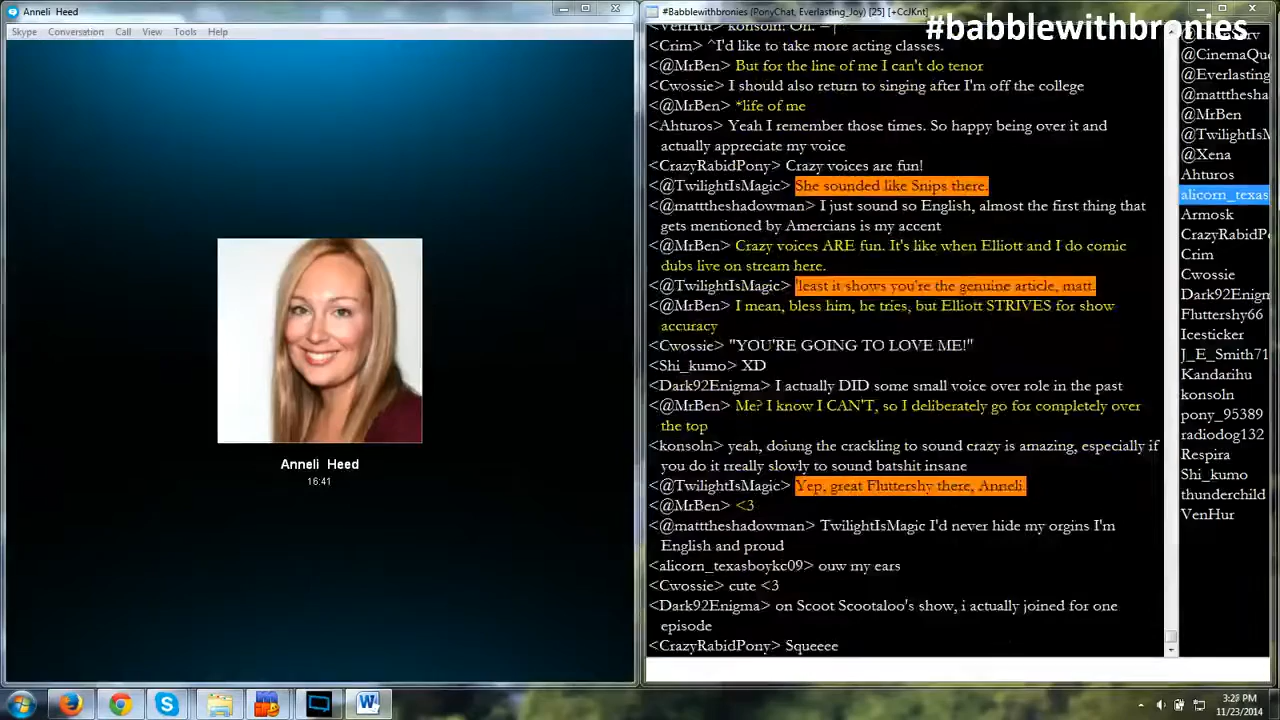 Anneli Heed
Skype Conversation Call View Tools Help
Anneli Heed
16:41
#Babblewithbronies (PonyChat, Everlasting_Joy) [25] [+CcJKnt]
#babblewithbronies
<Crim> ^I'd like to take more acting classes.
<@MrBen> But for the line of me I can't do tenor
<Cwossie> I should also return to singing after I'm off the college
<@MrBen> *life of me
<Ahturos> Yeah I remember those times. So happy being over it and
actually appreciate my voice
<CrazyRabidPony> Crazy voices are fun!
<@TwilightIsMagic> She sounded like Snips there.
<@matttheshadowman> I just sound so English, almost the first thing that
gets mentioned by Amercians is my accent
<@MrBen> Crazy voices ARE fun. It's like when Elliott and I do comic
dubs live on stream here.
<@TwilightIsMagic> 'least it shows you're the genuine article, matt.
<@MrBen> I mean, bless him, he tries, but Elliott STRIVES for show
accuracy
<Cwossie> "YOU'RE GOING TO LOVE ME!"
<Shi_kumo> XD
<Dark92Enigma> I actually DID some small voice over role in the past
<@MrBen> Me? I know I CAN'T, so I deliberately go for completely over
the top
<konsoln> yeah, doiung the crackling to sound crazy is amazing, especially if
you do it rreally slowly to sound batshit insane
<@TwilightIsMagic> Yep, great Fluttershy there, Anneli.
<@MrBen> <3
<@matttheshadowman> TwilightIsMagic I'd never hide my orgins I'm
English and proud
<alicorn_texasboykc09> ouw my ears
<Cwossie> cute <3
<Dark92Enigma> on Scoot Scootaloo's show, i actually joined for one
episode
<CrazyRabidPony> Squeeee
@CinemaQu
@Everlasting
@mattthesha
@MrBen
@TwilightIsM
@Xena
Ahturos
alicorn_texas
Armosk
CrazyRabidP
Crim
Cwossie
Dark92Enigm
Fluttershy66
Icesticker
J_E_Smith71
Kandarihu
konsoln
pony_95389
radiodog132
Respira
Shi_kumo
thunderchild
VenHur
3:28 PM
11/23/2014